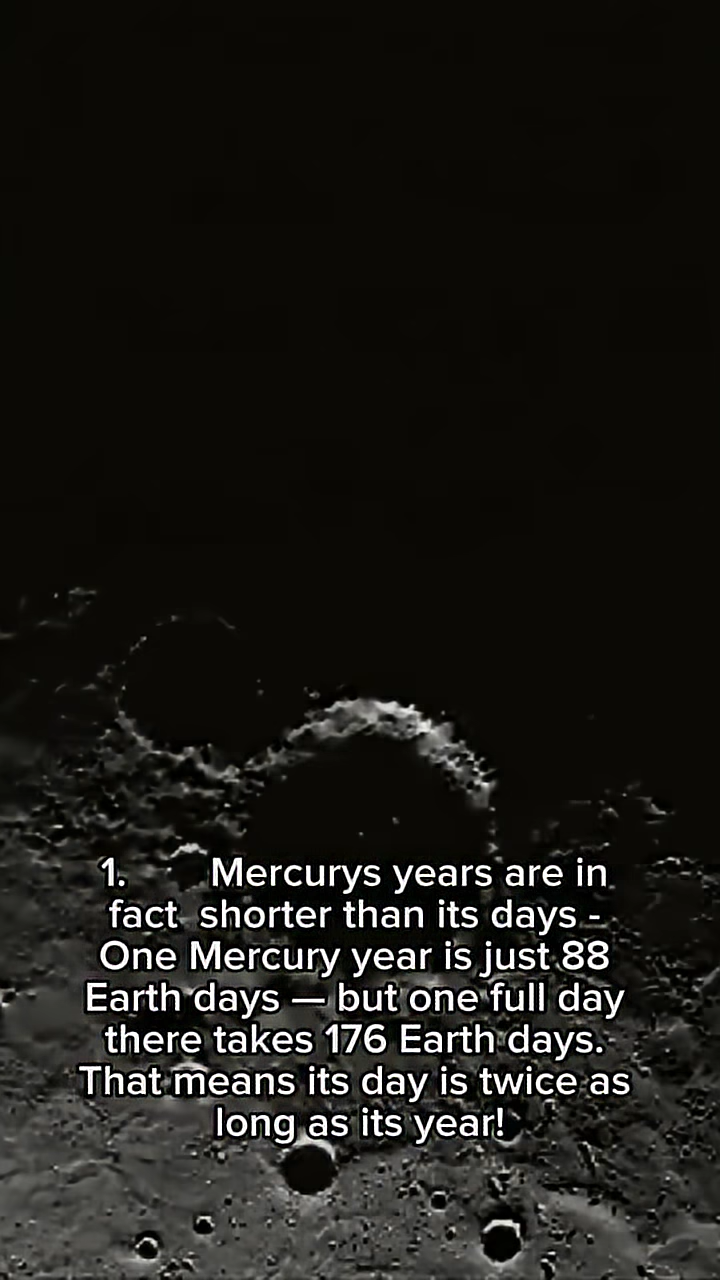 1. Mercurys years are in
fact shorter than its days -
One Mercury year is just 88
Earth days — but one full day
there takes 176 Earth days.
That means its day is twice as
long as its year!